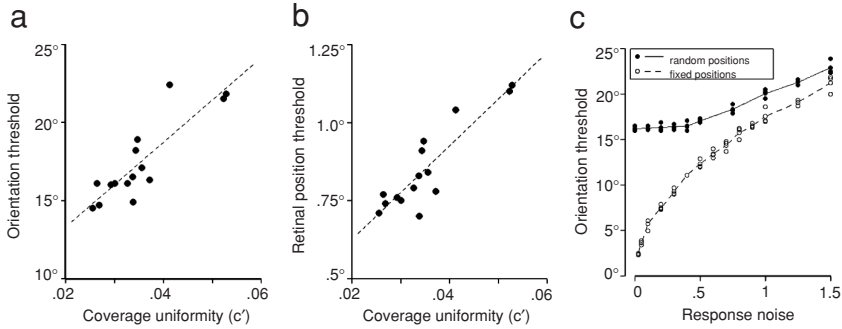 a
Orientation threshold
25°
20°
15°
10°
.02
.04
.06
Coverage uniformity (c′)
b
Retinal position threshold
1.25°
1.0°
.75°
.5°
.02
.04
.06
Coverage uniformity (c′)
c
Orientation threshold
25°
20°
15°
10°
5°
0°
random positions
fixed positions
0
.5
1
1.5
Response noise